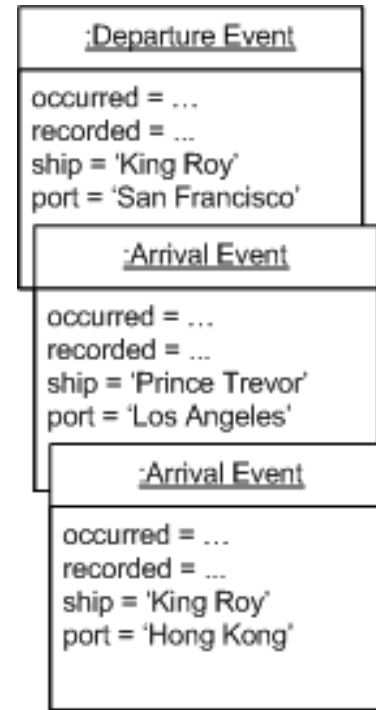 :Departure Event
occurred = …
recorded = ...
ship = 'King Roy'
port = 'San Francisco'
:Arrival Event
occurred = …
recorded = ...
ship = 'Prince Trevor'
port = 'Los Angeles'
:Arrival Event
occurred = …
recorded = ...
ship = 'King Roy'
port = 'Hong Kong'